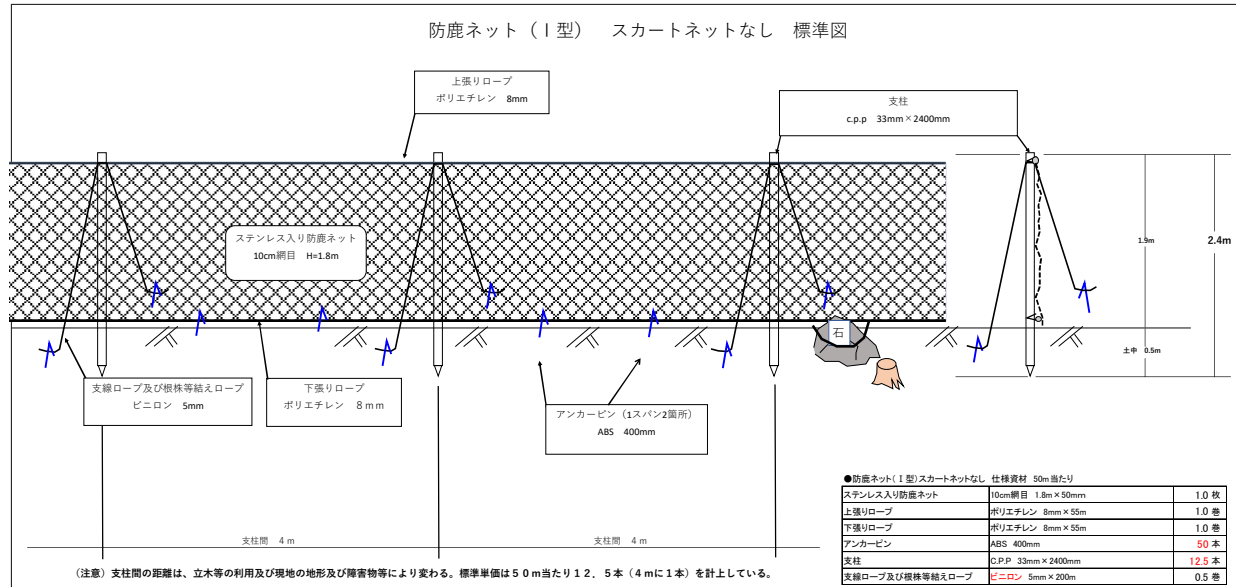 防鹿ネット（Ⅰ型）　スカートネットなし　標準図
上張りロープ
ポリエチレン　8mm
支柱
c.p.p　33mm×2400mm
ステンレス入り防鹿ネット
10cm網目　H=1.8m
1.9m
2.4m
石
土中　0.5m
支線ロープ及び根株等結えロープ
ビニロン　5mm
下張りロープ
ポリエチレン　８ｍｍ
アンカーピン（1スパン2箇所）
ABS　400mm
支柱間　４ｍ
支柱間　４ｍ
●防鹿ネット（Ⅰ型）スカートネットなし　仕様資材　50m当たり
ステンレス入り防鹿ネット　10cm網目　1.8m×50mm　1.0 枚
上張りロープ　ポリエチレン　8mm×55m　1.0 巻
下張りロープ　ポリエチレン　8mm×55m　1.0 巻
アンカーピン　ABS　400mm　50 本
支柱　C.P.P　33mm×2400mm　12.5 本
支線ロープ及び根株等結えロープ　ビニロン　5mm×200m　0.5 巻
（注意）支柱間の距離は、立木等の利用及び現地の地形及び障害物等により変わる。標準単価は５０ｍ当たり１２．５本（４ｍに１本）を計上している。